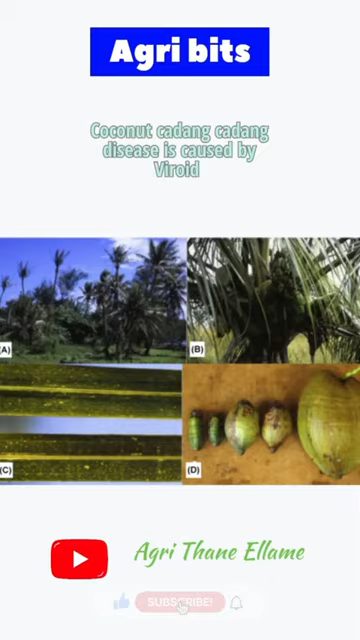 Agri bits
Coconut cadang cadang
disease is caused by
Viroid
(A)
(B)
(C)
(D)
Agri Thane Ellame
SUBSCRIBE!